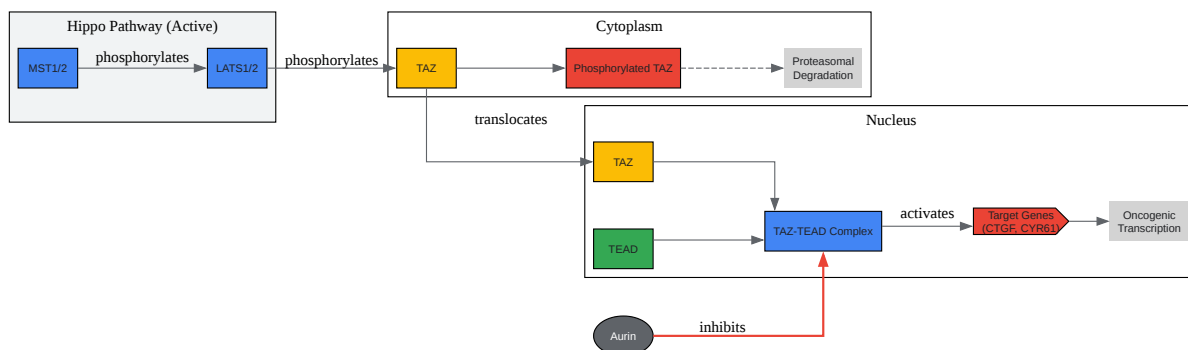 Hippo Pathway (Active)
MST1/2
phosphorylates
LATS1/2
phosphorylates
Cytoplasm
TAZ
Phosphorylated TAZ
Proteasomal
Degradation
translocates
Nucleus
TAZ
TEAD
TAZ-TEAD Complex
activates
Target Genes
(CTGF, CYR61)
Oncogenic
Transcription
Aurin
inhibits